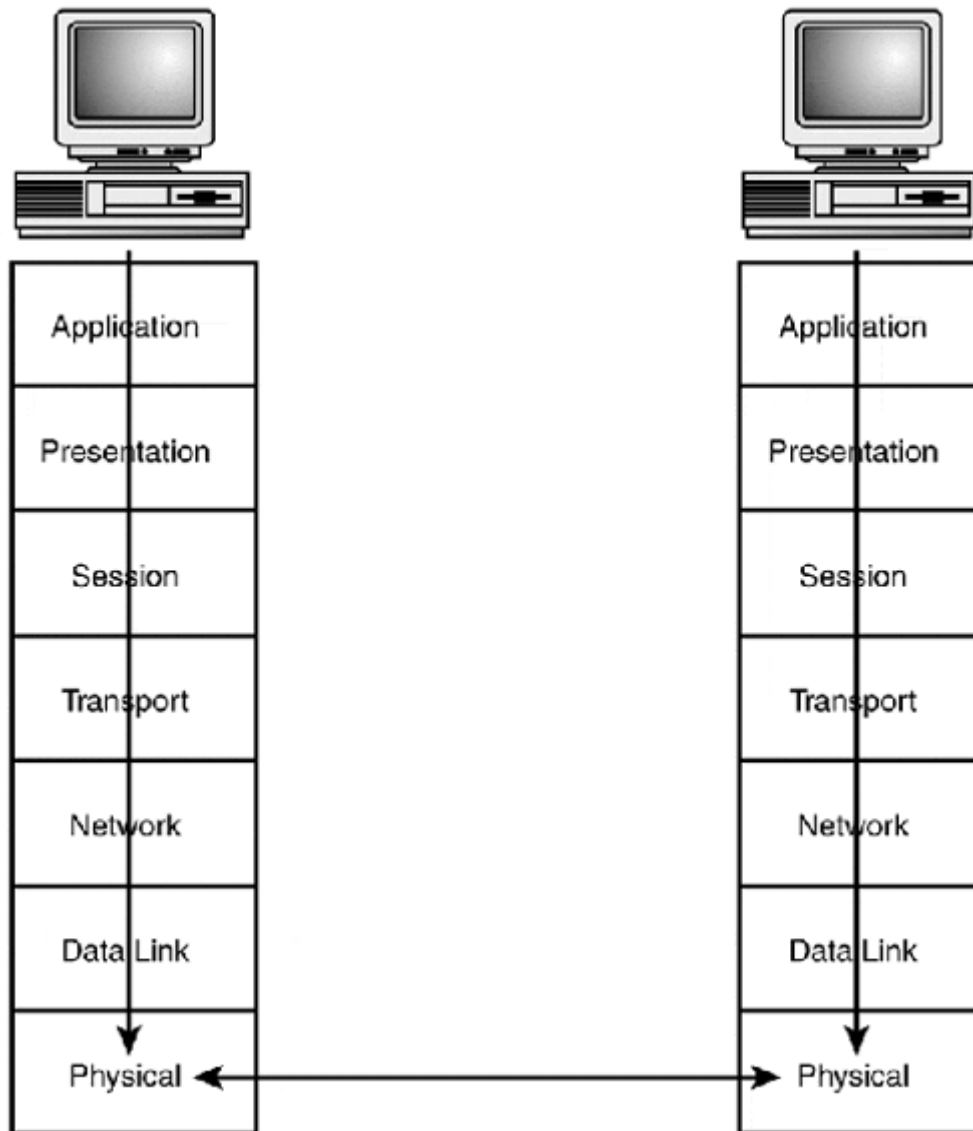 Application
Presentation
Session
Transport
Network
Data Link
Physical
Application
Presentation
Session
Transport
Network
Data Link
Physical